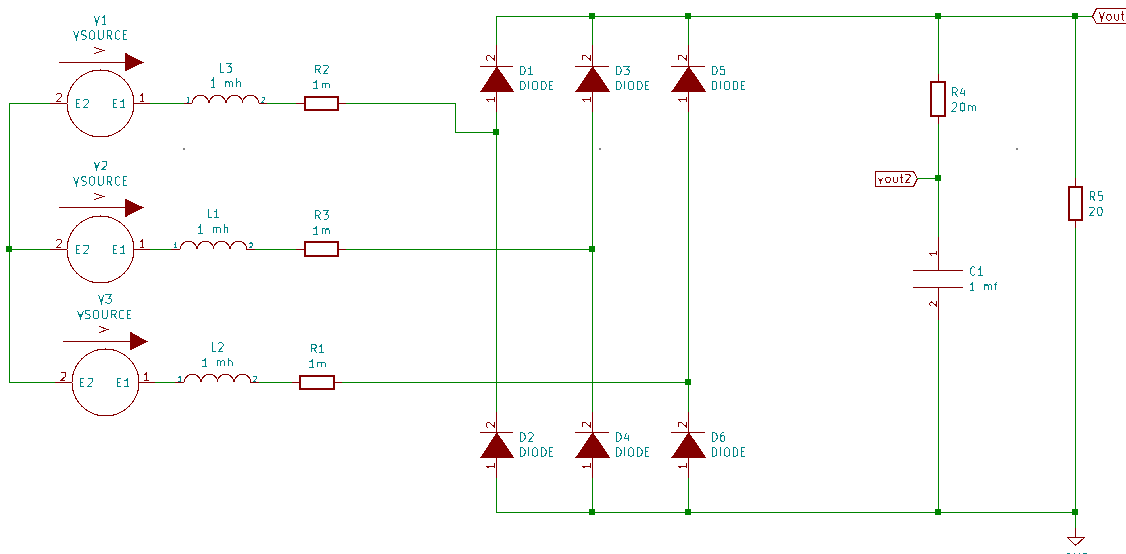 V1
VSOURCE
V
2 E2 E1 1
L3
1 mh
1 2
R2
1m
V2
VSOURCE
V
2 E2 E1 1
L1
1 mh
1 2
R3
1m
V3
VSOURCE
V
2 E2 E1 1
L2
1 mh
1 2
R1
1m
2
D1
DIODE
1
2
D3
DIODE
1
2
D5
DIODE
1
2
D2
DIODE
1
2
D4
DIODE
1
2
D6
DIODE
1
R4
20m
vout2
1
C1
1 mf
2
Vout
R5
20